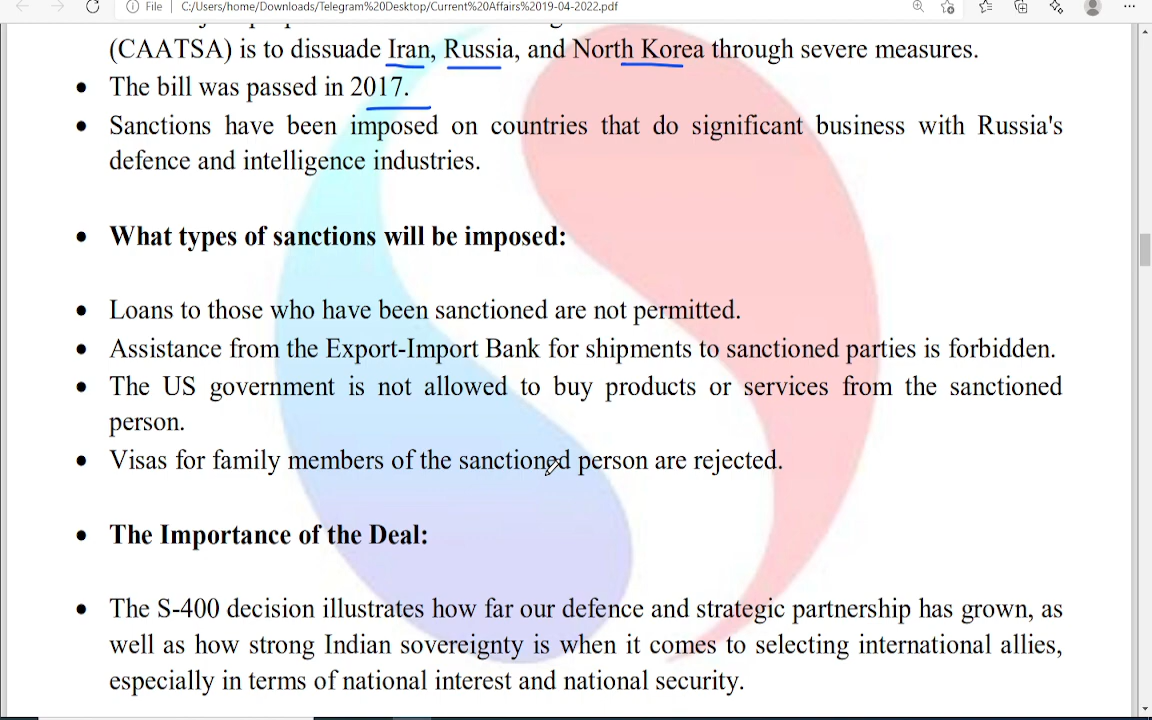 File | C:/Users/home/Downloads/Telegram%20Desktop/Current%20Affairs%2019-04-2022.pdf
(CAATSA) is to dissuade Iran, Russia, and North Korea through severe measures.
• The bill was passed in 2017.
• Sanctions have been imposed on countries that do significant business with Russia's
defence and intelligence industries.
• What types of sanctions will be imposed:
• Loans to those who have been sanctioned are not permitted.
• Assistance from the Export-Import Bank for shipments to sanctioned parties is forbidden.
• The US government is not allowed to buy products or services from the sanctioned
person.
• Visas for family members of the sanctioned person are rejected.
• The Importance of the Deal:
• The S-400 decision illustrates how far our defence and strategic partnership has grown, as
well as how strong Indian sovereignty is when it comes to selecting international allies,
especially in terms of national interest and national security.